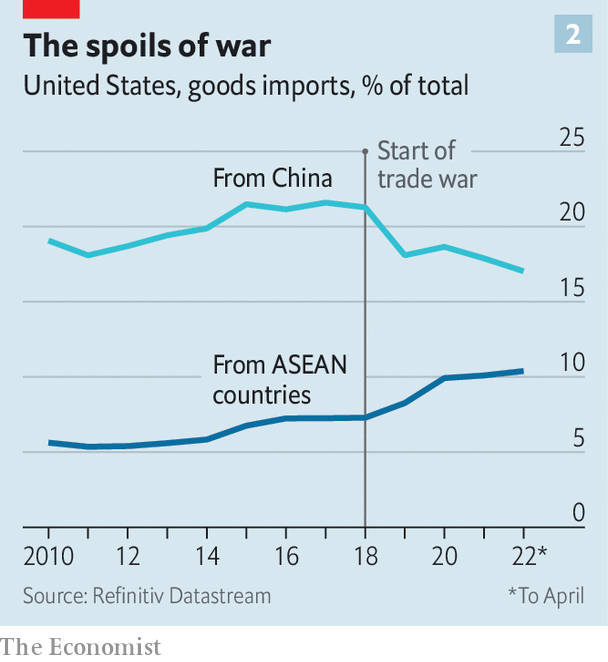 The spoils of war
2
United States, goods imports, % of total
25
Start of
trade war
From China
20
15
From ASEAN
countries
10
5
0
2010 12 14 16 18 20 22*
Source: Refinitiv Datastream
*To April
The Economist